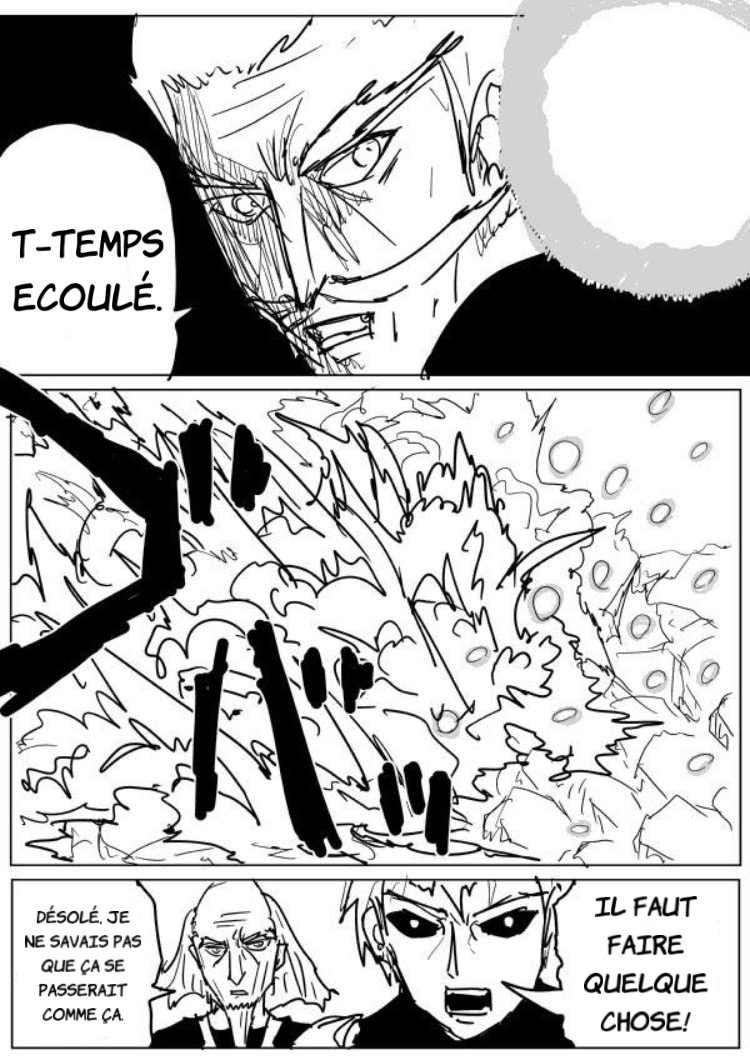 T-TEMPS
ECOULÉ.
IL FAUT
FAIRE
QUELQUE
CHOSE!
DÉSOLÉ, JE
NE SAVAIS PAS
QUE ÇA SE
PASSERAIT
COMME ÇA.